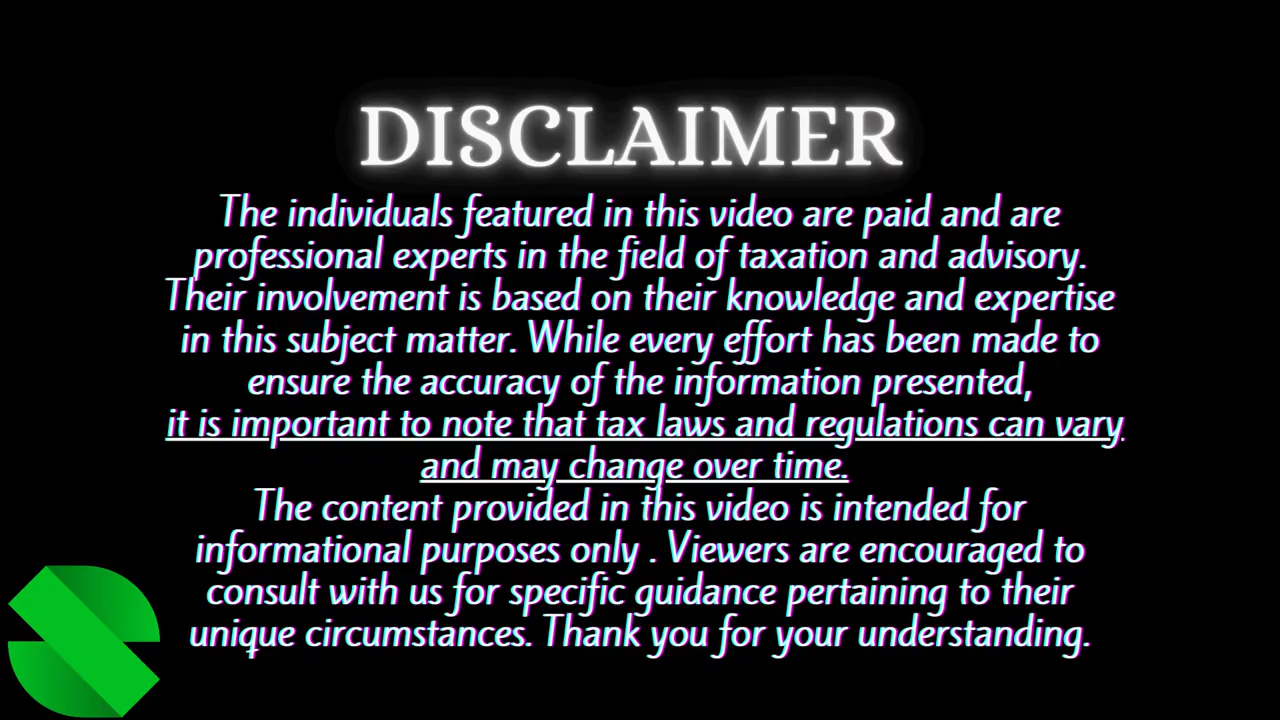 DISCLAIMER
The individuals featured in this video are paid and are
professional experts in the field of taxation and advisory.
Their involvement is based on their knowledge and expertise
in this subject matter. While every effort has been made to
ensure the accuracy of the information presented,
it is important to note that tax laws and regulations can vary
and may change over time.
The content provided in this video is intended for
informational purposes only . Viewers are encouraged to
consult with us for specific guidance pertaining to their
unique circumstances. Thank you for your understanding.